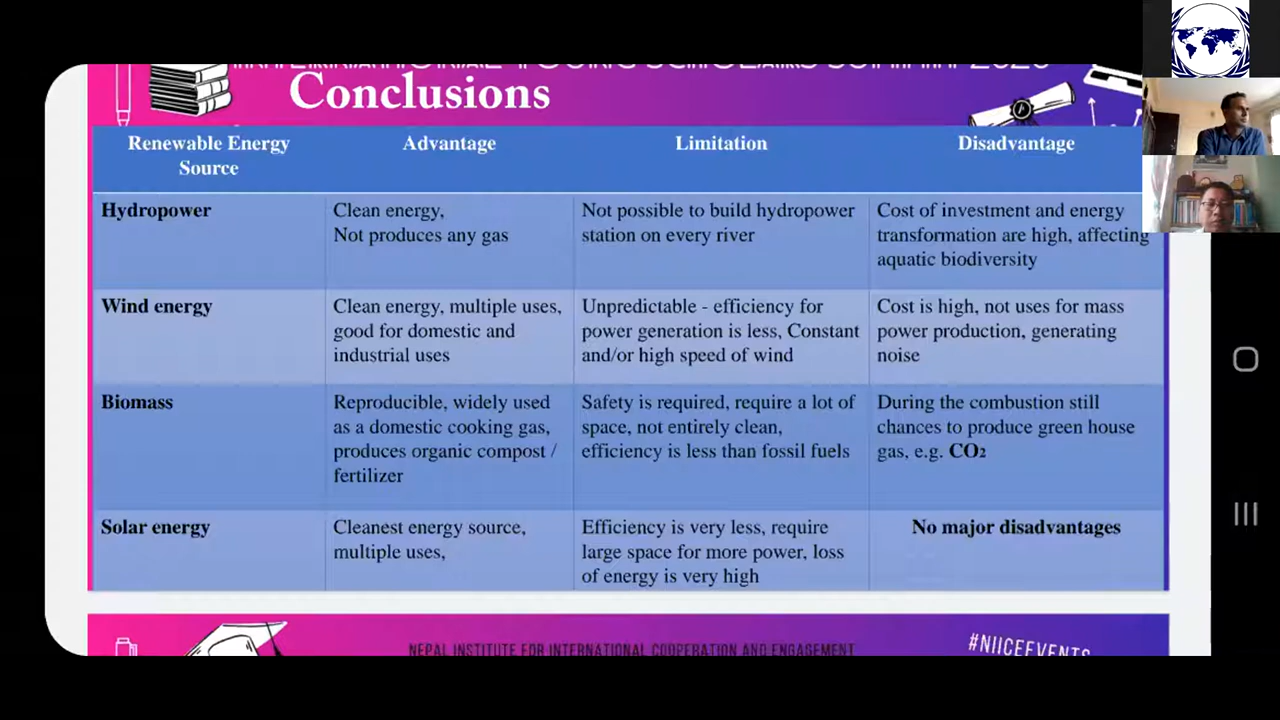 INTERNATIONAL YOUNG SCHOLARS SUMMIT 2020
Conclusions
Renewable Energy
Source
Advantage
Limitation
Disadvantage
Hydropower
Clean energy,
Not produces any gas
Not possible to build hydropower
station on every river
Cost of investment and energy
transformation are high, affecting
aquatic biodiversity
Wind energy
Clean energy, multiple uses,
good for domestic and
industrial uses
Unpredictable - efficiency for
power generation is less, Constant
and/or high speed of wind
Cost is high, not uses for mass
power production, generating
noise
Biomass
Reproducible, widely used
as a domestic cooking gas,
produces organic compost /
fertilizer
Safety is required, require a lot of
space, not entirely clean,
efficiency is less than fossil fuels
During the combustion still
chances to produce green house
gas, e.g. CO₂
Solar energy
Cleanest energy source,
multiple uses,
Efficiency is very less, require
large space for more power, loss
of energy is very high
No major disadvantages
NEPAL INSTITUTE FOR INTERNATIONAL COOPERATION AND ENGAGEMENT
#NIICEEVENTS